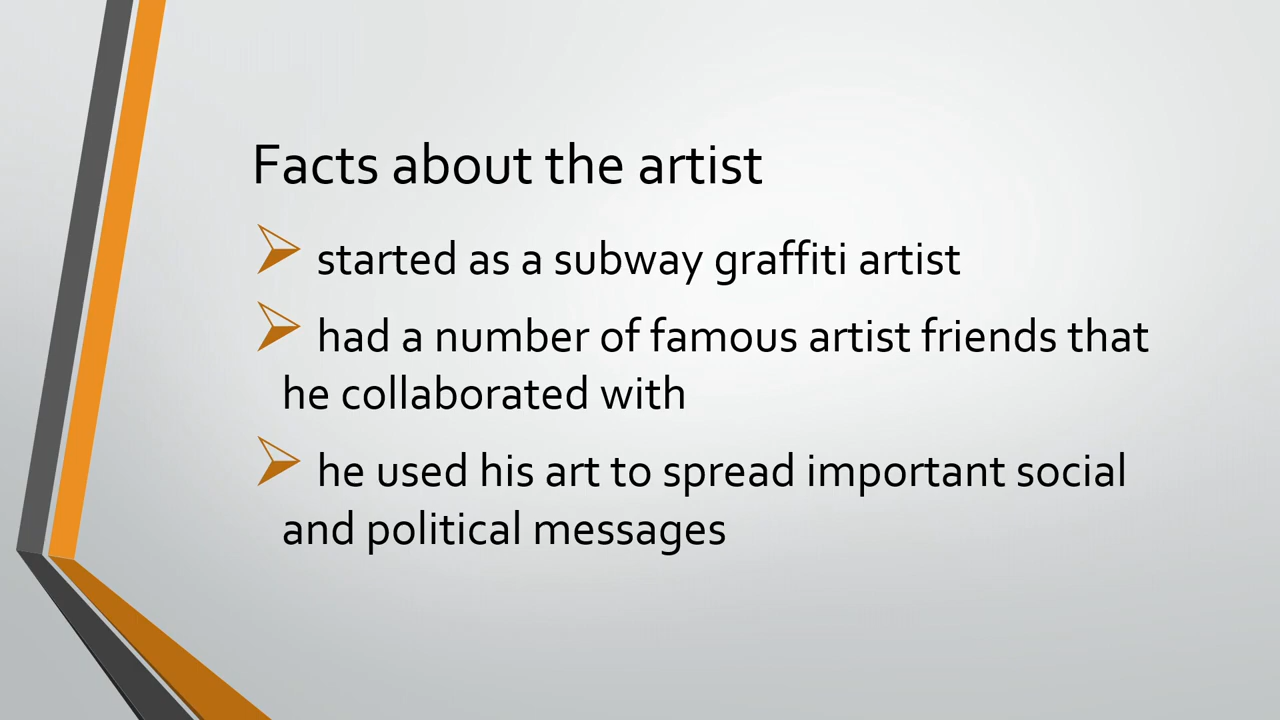 Facts about the artist
started as a subway graffiti artist
had a number of famous artist friends that
he collaborated with
he used his art to spread important social
and political messages